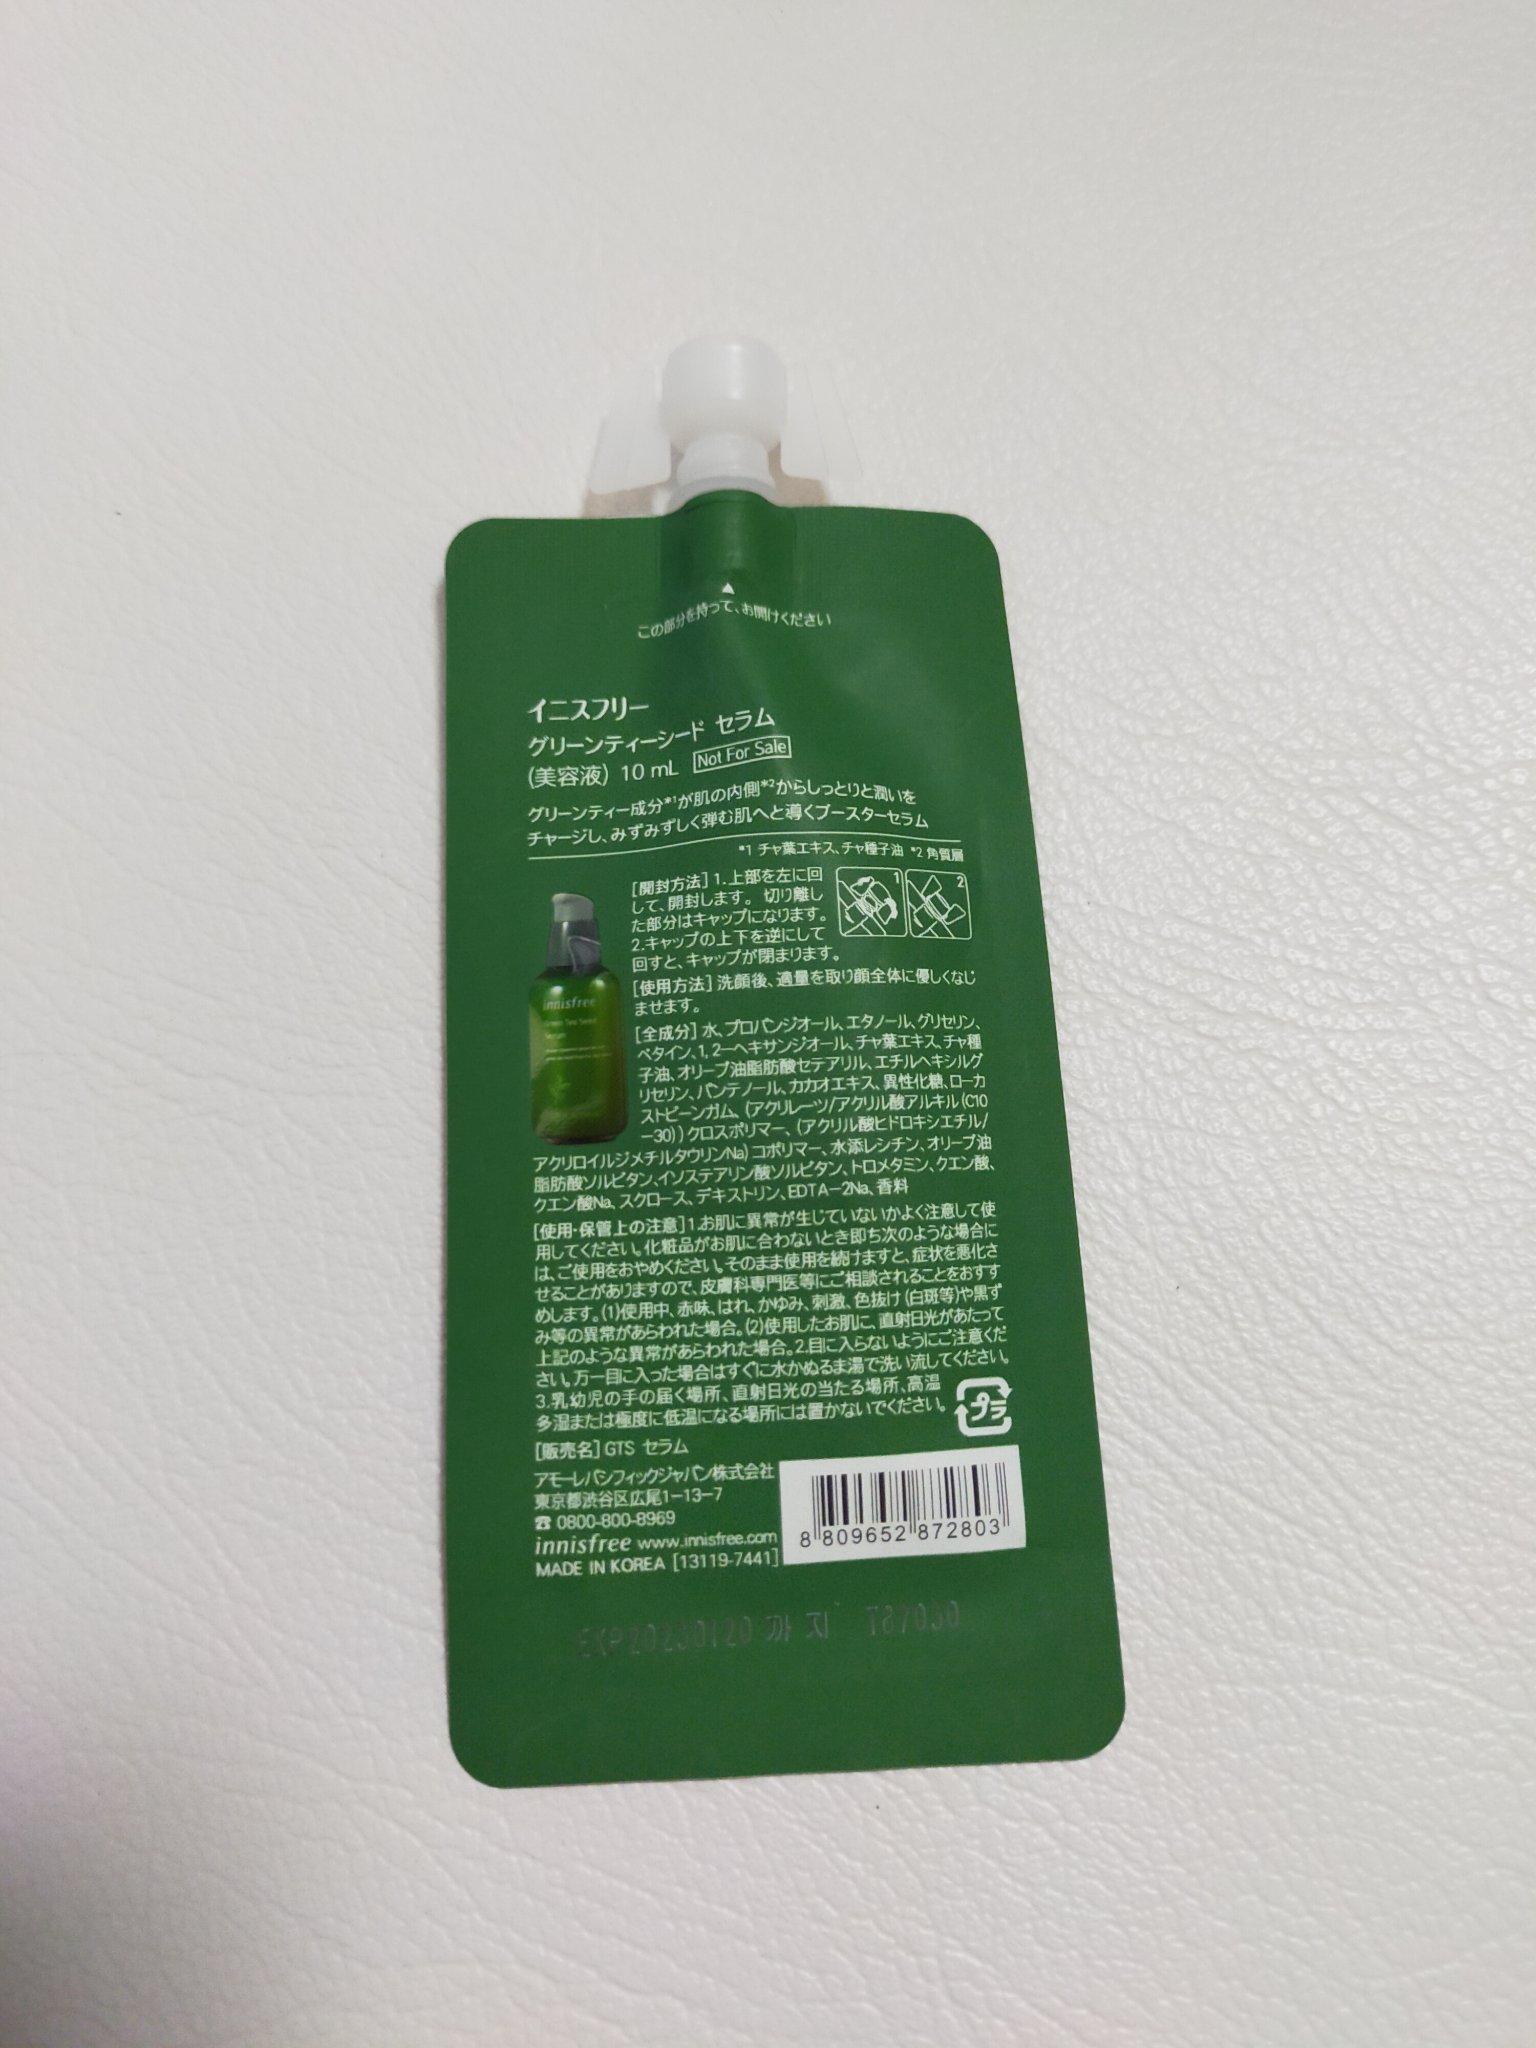 この部分を持って、お開けください
イニスフリー
グリーンティーシード セラム
(美容液) 10 mL Not For Sale
グリーンティー成分*1が肌の内側*2からしっとりと潤いを
チャージし、みずみずしく弾む肌へと導くブースターセラム
*1 チャ葉エキス、チャ種子油 *2 角質層
[開封方法] 1.上部を左に回
して、開封します。切り離し
た部分はキャップになります。
2.キャップの上下を逆にして
回すと、キャップが閉まります。
1
2
[使用方法] 洗顔後、適量を取り顔全体に優しくなじ
ませます。
innisfree
Green Tea Seed
Serum
[全成分] 水、プロパンジオール、エタノール、グリセリン、
ベタイン、1,2-ヘキサンジオール、チャ葉エキス、チャ種
子油、オリーブ油脂肪酸セテアリル、エチルヘキシルグ
リセリン、パンテノール、カカオエキス、異性化糖、ローカ
ストビーンガム、(アクリレーツ/アクリル酸アルキル(C10
-30))クロスポリマー、(アクリル酸ヒドロキシエチル/
アクリロイルジメチルタウリンNa)コポリマー、水添レシチン、オリーブ油
脂肪酸ソルビタン、イソステアリン酸ソルビタン、トロメタミン、クエン酸、
クエン酸Na、スクロース、デキストリン、EDTA-2Na、香料
[使用・保管上の注意] 1.お肌に異常が生じていないかよく注意して使
用してください。化粧品がお肌に合わないとき即ち次のような場合に
は、ご使用をおやめください。そのまま使用を続けますと、症状を悪化さ
せることがありますので、皮膚科専門医等にご相談されることをおすす
めします。(1)使用中、赤味、はれ、かゆみ、刺激、色抜け(白斑等)や黒ず
み等の異常があらわれた場合。(2)使用したお肌に、直射日光があたって
上記のような異常があらわれた場合。2.目に入らないようにご注意くだ
さい。万一目に入った場合はすぐに水かぬるま湯で洗い流してください。
3.乳幼児の手の届く場所、直射日光の当たる場所、高温
多湿または極度に低温になる場所には置かないでください。
プラ
[販売名] GTS セラム
アモーレパシフィックジャパン株式会社
東京都渋谷区広尾1-13-7
☎ 0800-800-8969
innisfree www.innisfree.com
MADE IN KOREA [13119-7441]
8 809652 872803
EXP20230120 까지